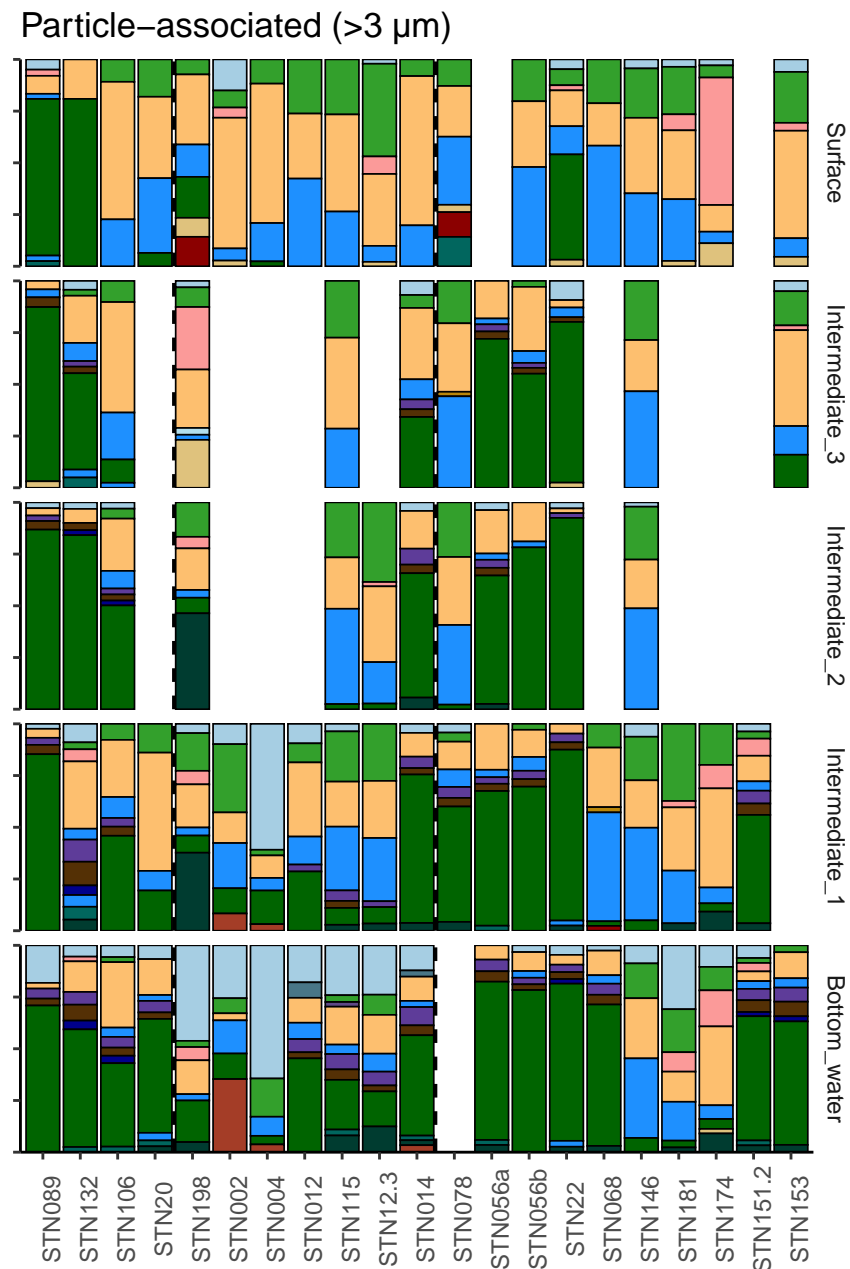 Particle−associated (>3 µm)
Surface
Intermediate_3
Intermediate_2
Intermediate_1
Bottom_water
STN089
STN132
STN106
STN20
STN198
STN002
STN004
STN012
STN115
STN12.3
STN014
STN078
STN056a
STN056b
STN22
STN068
STN146
STN181
STN174
STN151.2
STN153